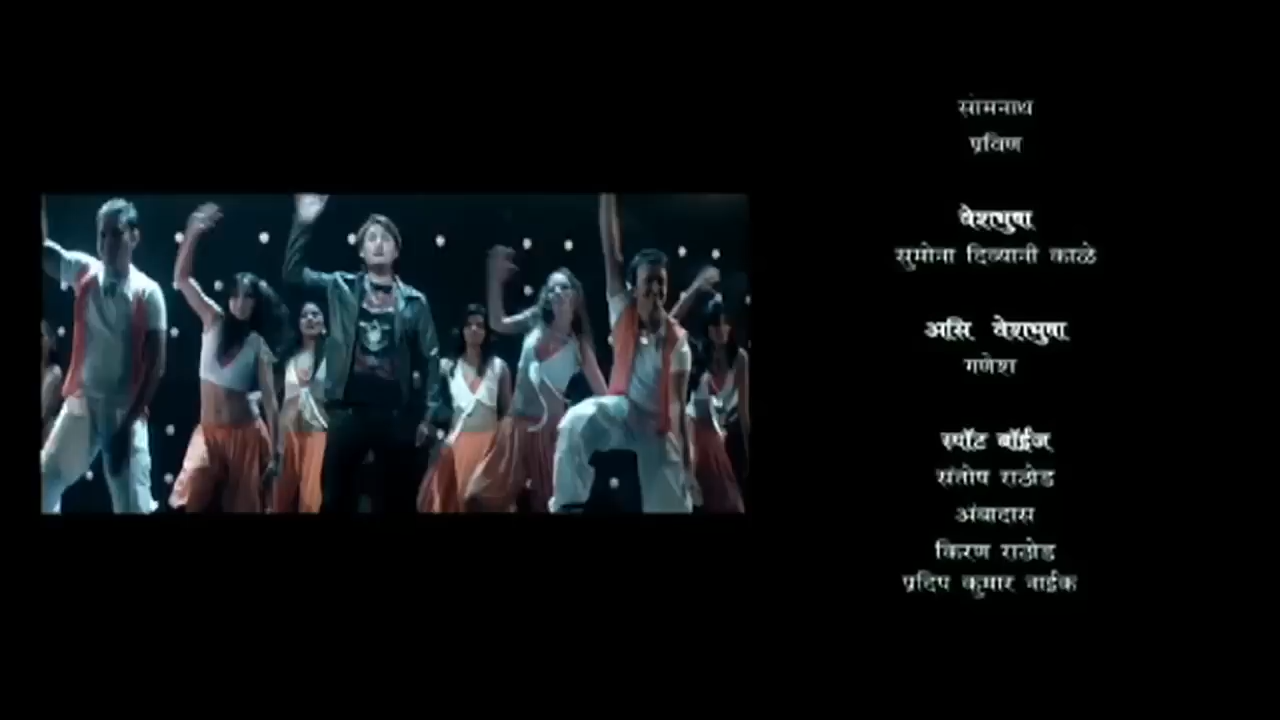 सोमनाथ
प्रविण
वेशभुषा
सुमोना दिव्यानी काळे
असि वेशभुषा
गणेश
स्पॉट बॉईज
संतोष राठोड
अंबादास
किरण राठोड
प्रदिप कुमार नाईक